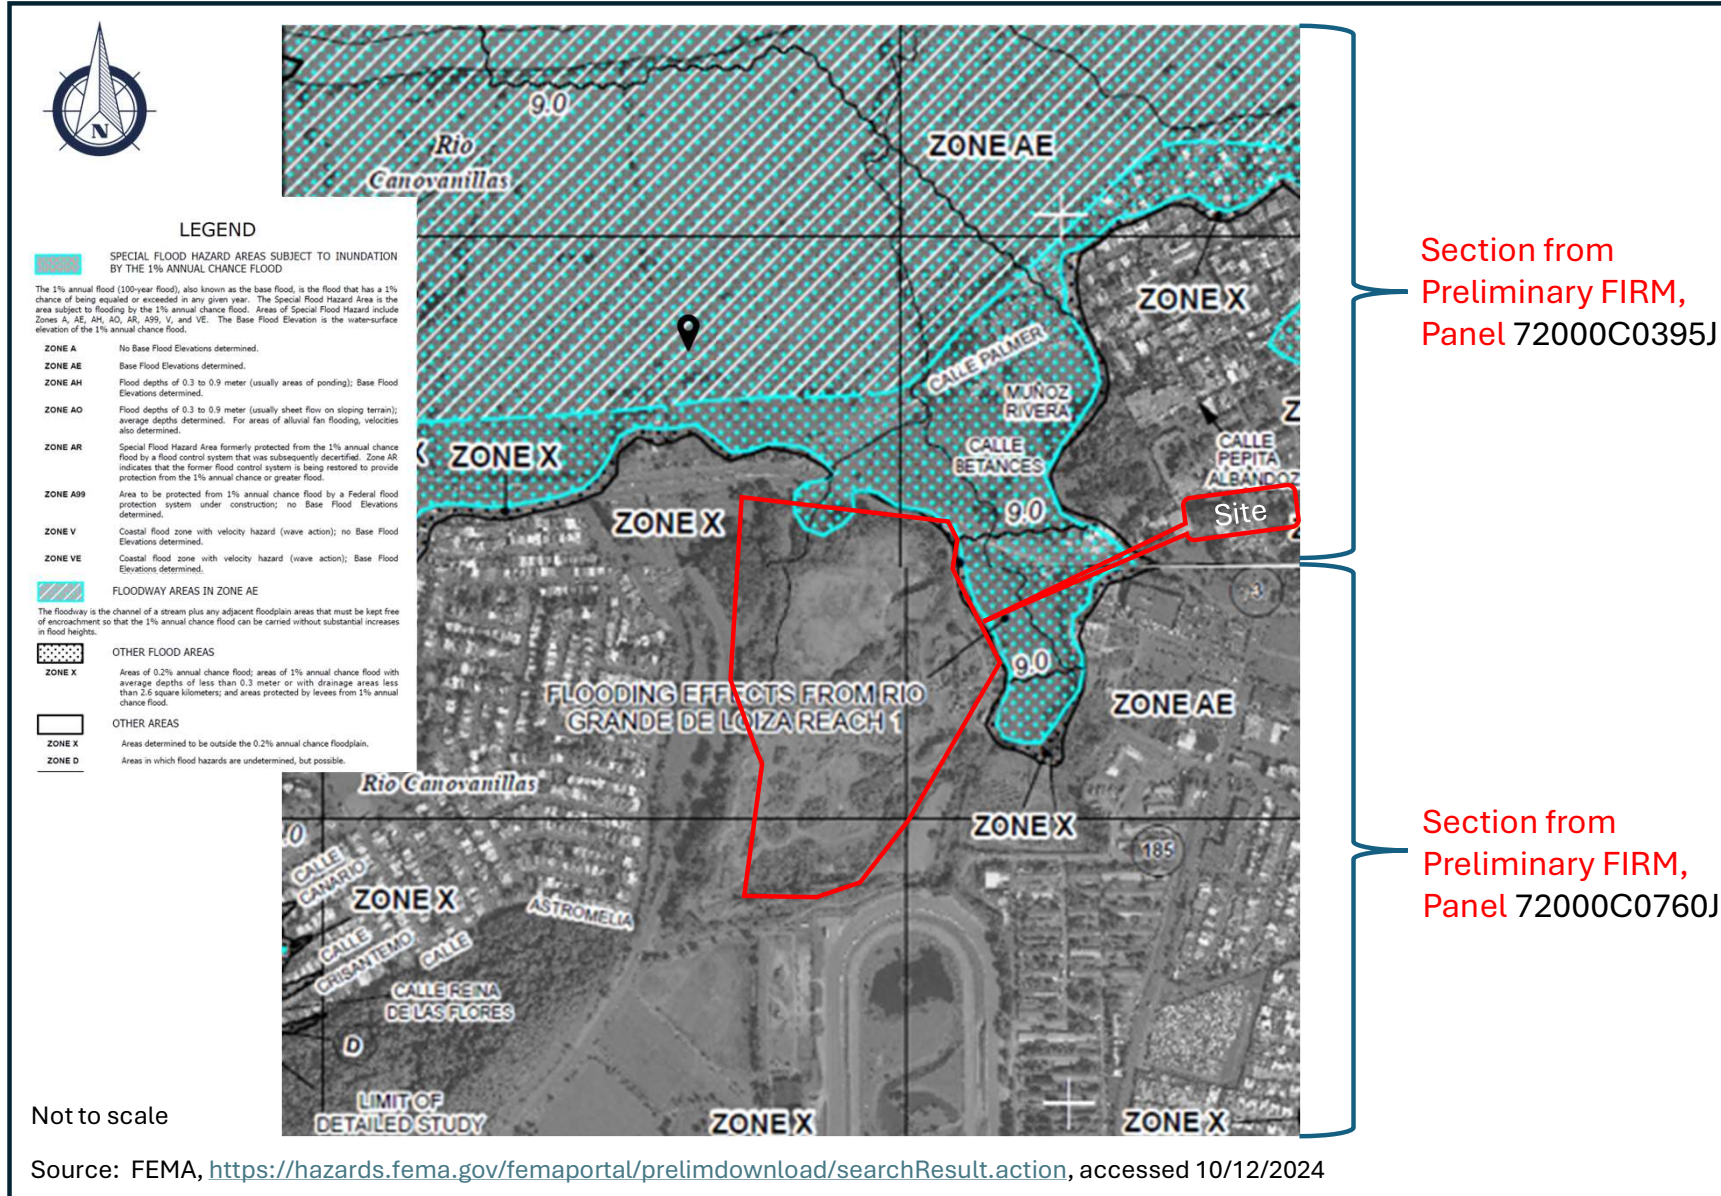 N
LEGEND
SPECIAL FLOOD HAZARD AREAS SUBJECT TO INUNDATION
BY THE 1% ANNUAL CHANCE FLOOD
The 1% annual flood (100-year flood), also known as the base flood, is the flood that has a 1%
chance of being equaled or exceeded in any given year. The Special Flood Hazard Area is the
area subject to flooding by the 1% annual chance flood. Areas of Special Flood Hazard include
Zones A, AE, AH, AO, AR, A99, V, and VE. The Base Flood Elevation is the water-surface
elevation of the 1% annual chance flood.
ZONE A No Base Flood Elevations determined.
ZONE AE Base Flood Elevations determined.
ZONE AH Flood depths of 0.3 to 0.9 meter (usually areas of ponding); Base Flood
Elevations determined.
ZONE AO Flood depths of 0.3 to 0.9 meter (usually sheet flow on sloping terrain);
average depths determined. For areas of alluvial fan flooding, velocities
also determined.
ZONE AR Special Flood Hazard Area formerly protected from the 1% annual chance
flood by a flood control system that was subsequently decertified. Zone AR
indicates that the former flood control system is being restored to provide
protection from the 1% annual chance or greater flood.
ZONE A99 Area to be protected from 1% annual chance flood by a Federal flood
protection system under construction; no Base Flood Elevations
determined.
ZONE V Coastal flood zone with velocity hazard (wave action); no Base Flood
Elevations determined.
ZONE VE Coastal flood zone with velocity hazard (wave action); Base Flood
Elevations determined.
FLOODWAY AREAS IN ZONE AE
The floodway is the channel of a stream plus any adjacent floodplain areas that must be kept free
of encroachment so that the 1% annual chance flood can be carried without substantial increases
in flood heights.
OTHER FLOOD AREAS
ZONE X Areas of 0.2% annual chance flood; areas of 1% annual chance flood with
average depths of less than 0.3 meter or with drainage areas less
than 2.6 square kilometers; and areas protected by levees from 1% annual
chance flood.
OTHER AREAS
ZONE X Areas determined to be outside the 0.2% annual chance floodplain.
ZONE D Areas in which flood hazards are undetermined, but possible.
9.0
Rio
Canovanillas
ZONE AE
ZONE X
CALLE PALMER
MUÑOZ
RIVERA
CALLE
BETANCES
CALLE
PEPITA
ALBANDOZ
Z
X
ZONE X
ZONE X
9.0
Site
3
9.0
FLOODING EFFECTS FROM RIO
GRANDE DE LOIZA REACH 1
ZONE AE
Rio Canovanillas
0
ZONE X
185
CALLE
CANARIO
ZONE X
ASTROMELIA
CALLE
CRISANTEMO
CALLE
CALLE REINA
DE LAS FLORES
D
LIMIT OF
DETAILED STUDY
ZONE X
ZONE X
Section from
Preliminary FIRM,
Panel 72000C0395J
Section from
Preliminary FIRM,
Panel 72000C0760J
Not to scale
Source: FEMA, https://hazards.fema.gov/femaportal/prelimdownload/searchResult.action, accessed 10/12/2024